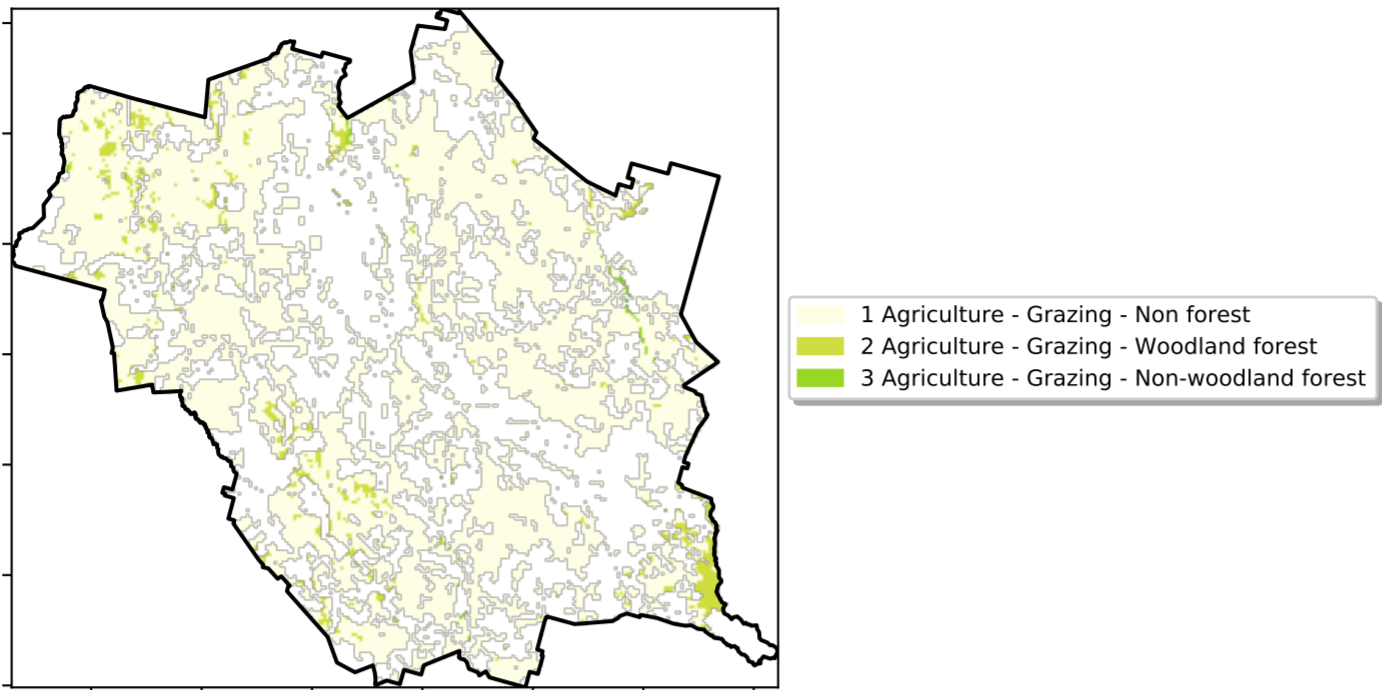 1 Agriculture - Grazing - Non forest
2 Agriculture - Grazing - Woodland forest
3 Agriculture - Grazing - Non-woodland forest